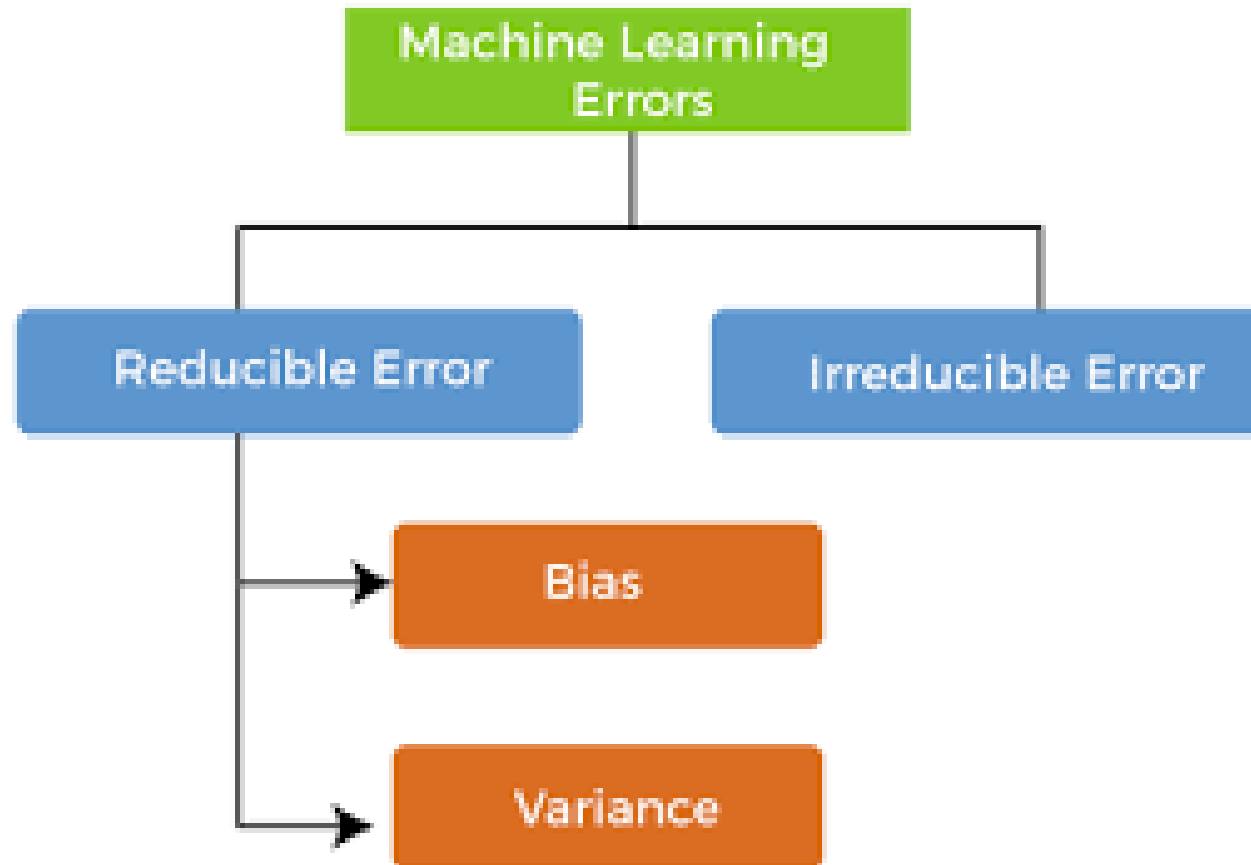 Machine Learning
Errors
Reducible Error
Irreducible Error
Bias
Variance